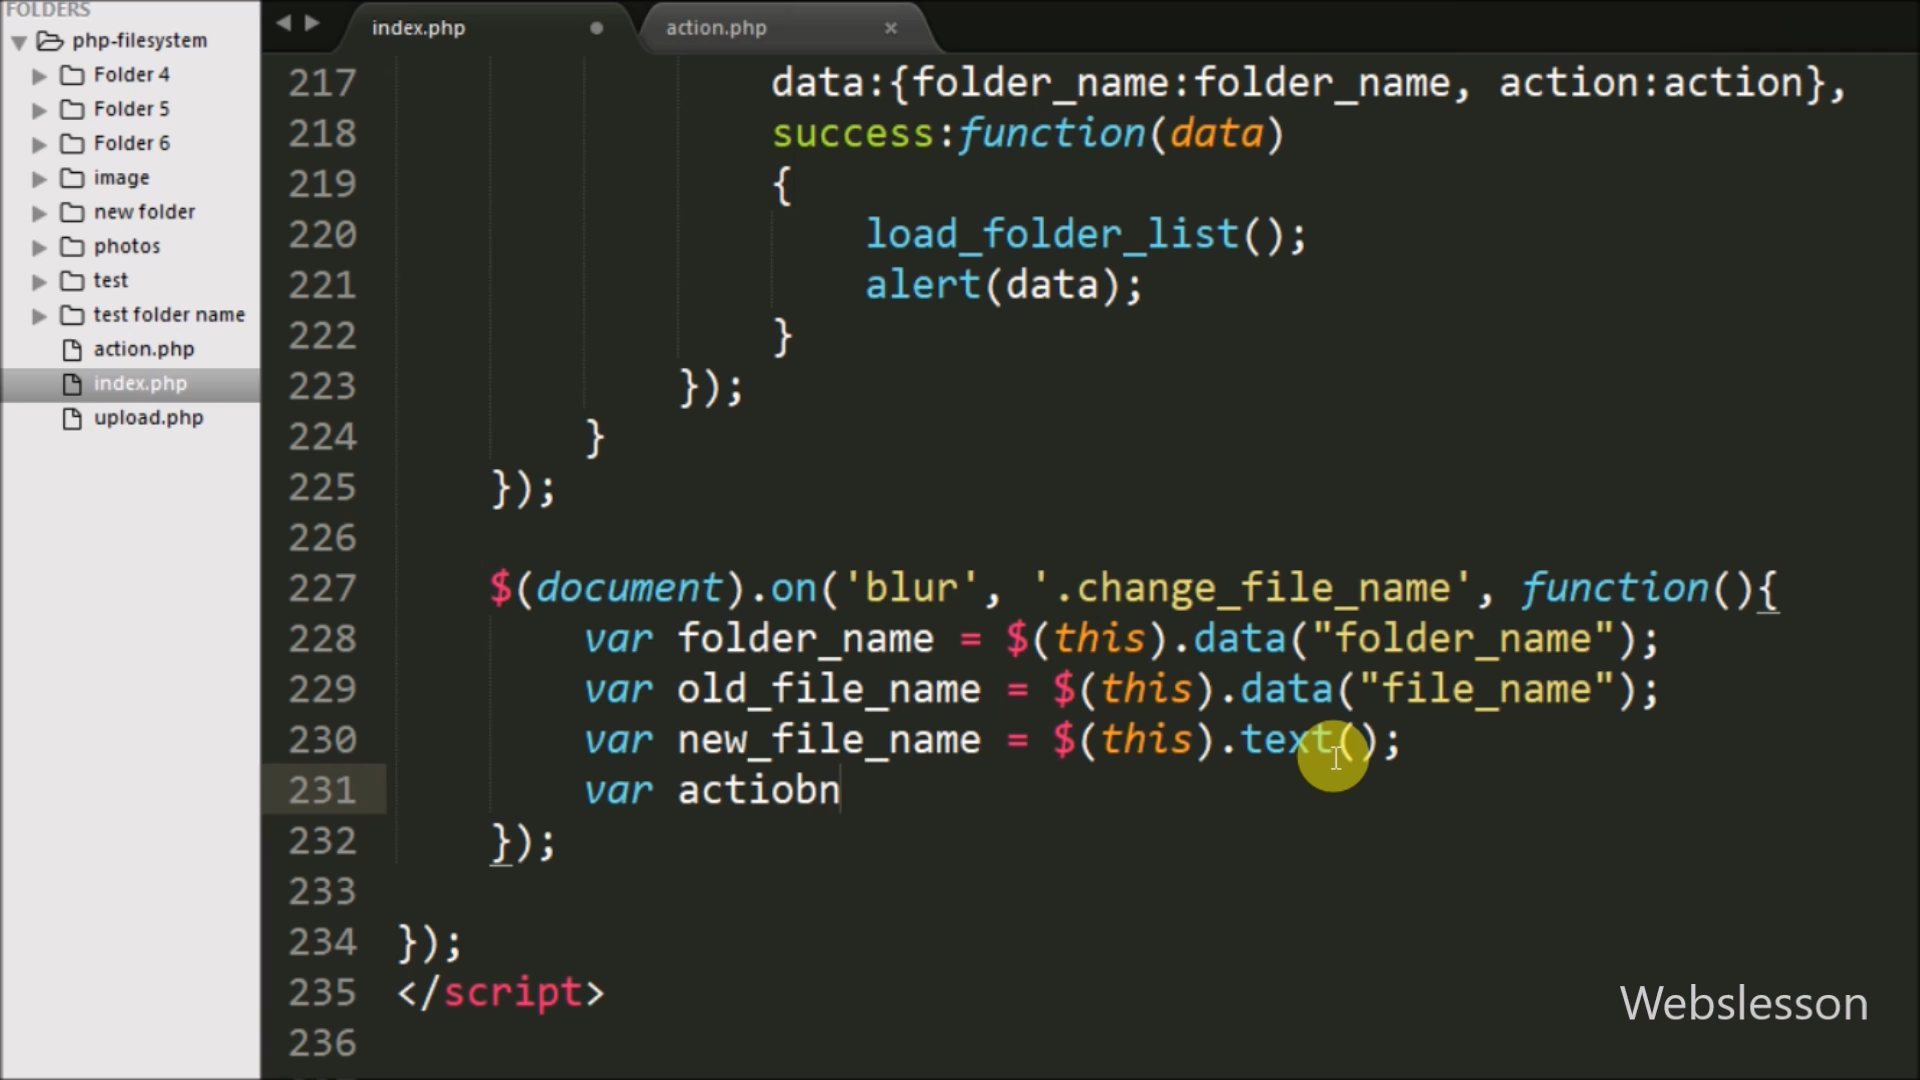 FOLDERS
php-filesystem
Folder 4
Folder 5
Folder 6
image
new folder
photos
test
test folder name
action.php
index.php
upload.php
index.php
action.php
217 data:{folder_name:folder_name, action:action},
218 success:function(data)
219 {
220 load_folder_list();
221 alert(data);
222 }
223 });
224 }
225 });
226
227 $(document).on('blur', '.change_file_name', function(){
228 var folder_name = $(this).data("folder_name");
229 var old_file_name = $(this).data("file_name");
230 var new_file_name = $(this).text();
231 var actiobn
232 });
233
234 });
235 </script>
236
Webslesson